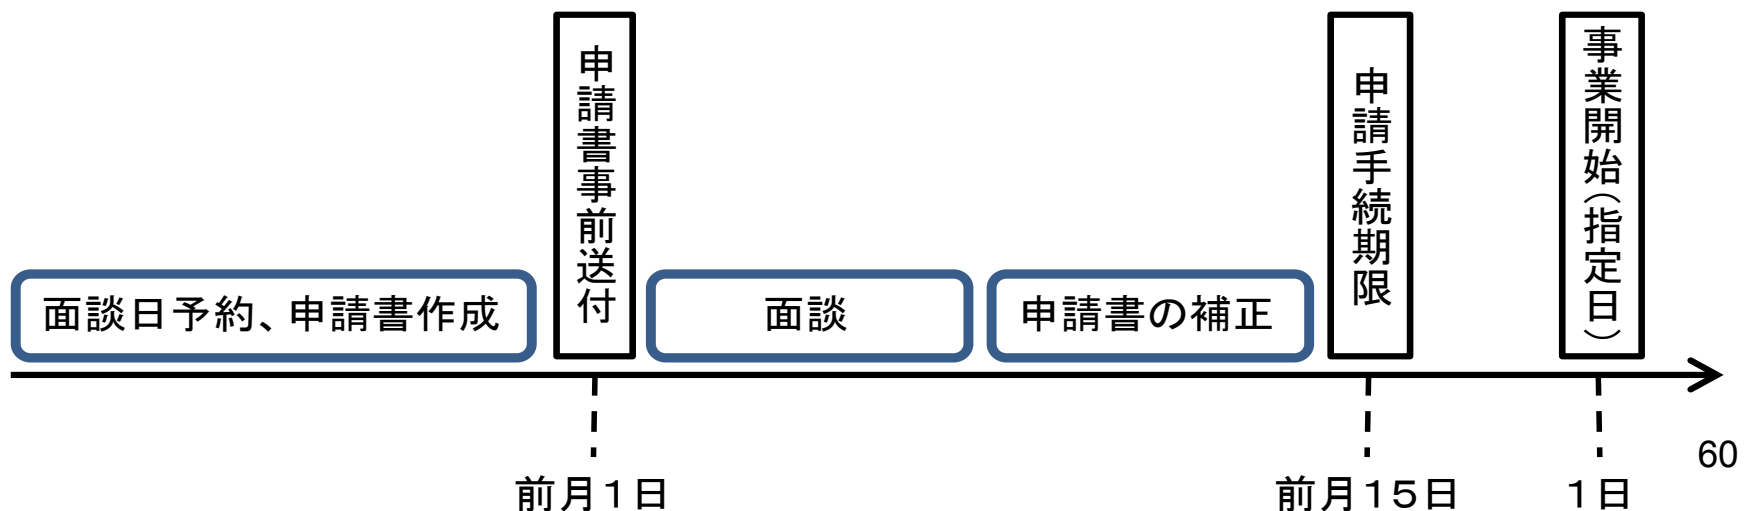 面談日予約、申請書作成
申請書事前送付
面談
申請書の補正
申請手続期限
事業開始(指定日)
前月1日
前月15日
1日
60